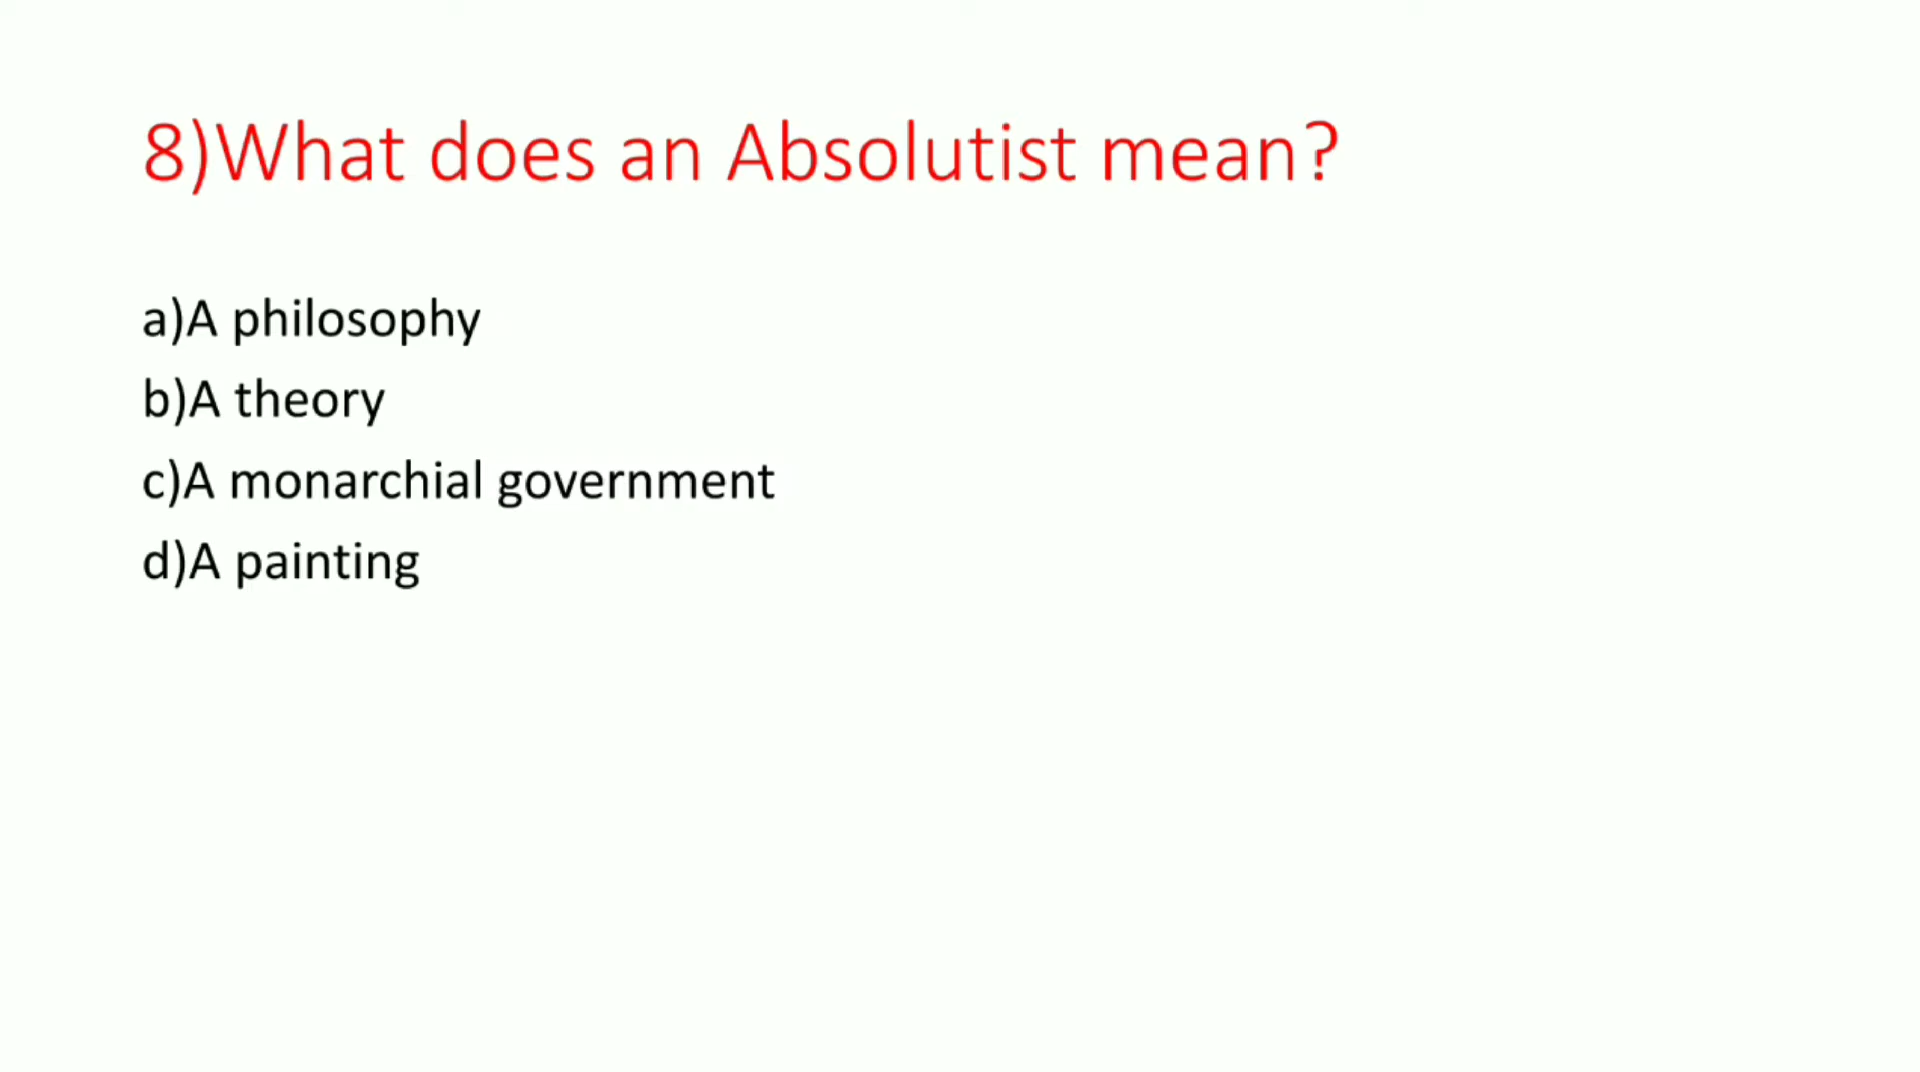 8)What does an Absolutist mean?
a)A philosophy
b)A theory
c)A monarchial government
d)A painting